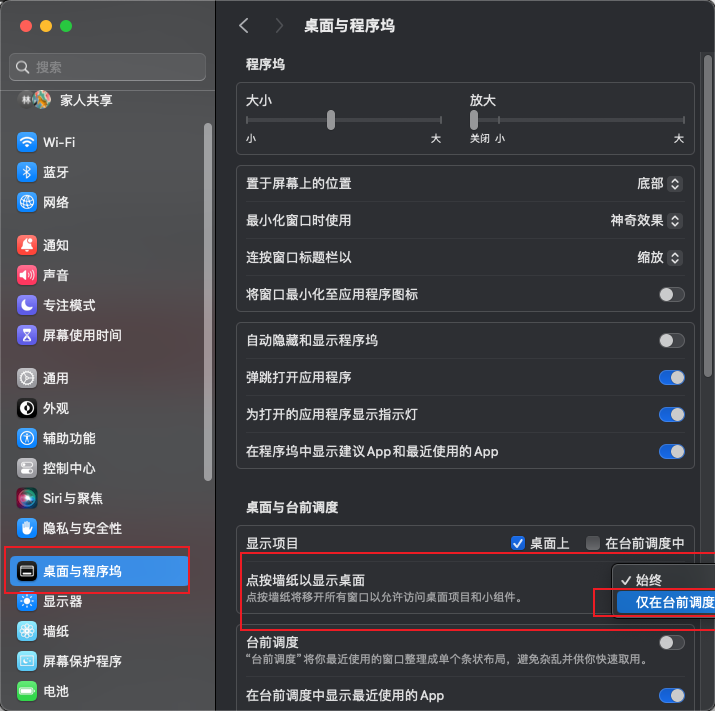 搜索
林
家人共享
Wi-Fi
蓝牙
网络
通知
声音
专注模式
屏幕使用时间
通用
外观
辅助功能
控制中心
Siri与聚焦
隐私与安全性
桌面与程序坞
显示器
墙纸
屏幕保护程序
电池
桌面与程序坞
程序坞
大小
放大
小
大
关闭
小
大
置于屏幕上的位置
底部
最小化窗口时使用
神奇效果
连按窗口标题栏以
缩放
将窗口最小化至应用程序图标
自动隐藏和显示程序坞
弹跳打开应用程序
为打开的应用程序显示指示灯
在程序坞中显示建议App和最近使用的App
桌面与台前调度
显示项目
桌面上
在台前调度中
点按墙纸以显示桌面
始终
点按墙纸将移开所有窗口以允许访问桌面项目和小组件。
仅在台前调度
台前调度
“台前调度”将你最近使用的窗口整理成单个条状布局，避免杂乱并供你快速取用。
在台前调度中显示最近使用的 App